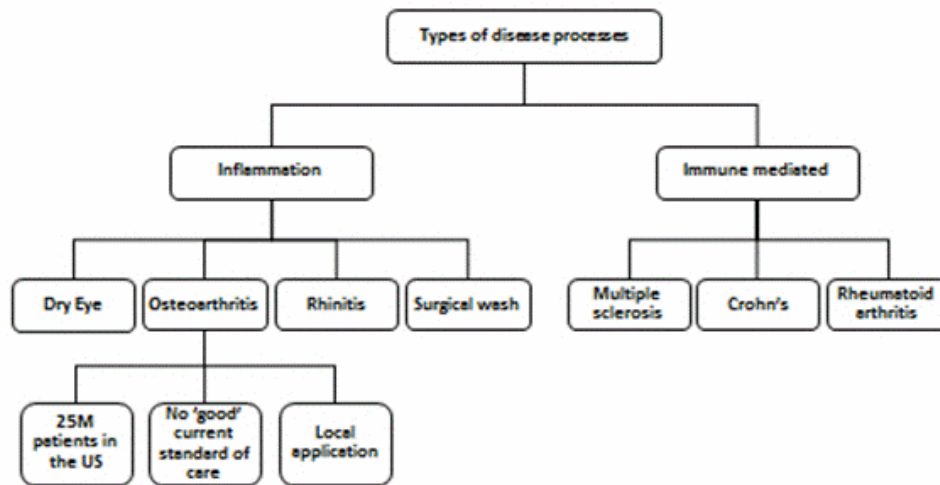 Types of disease processes
Inflammation
Immune mediated
Dry Eye
Osteoarthritis
Rhinitis
Surgical wash
Multiple
sclerosis
Crohn's
Rheumatoid
arthritis
25M
patients in
the US
No 'good'
current
standard of
care
Local
application